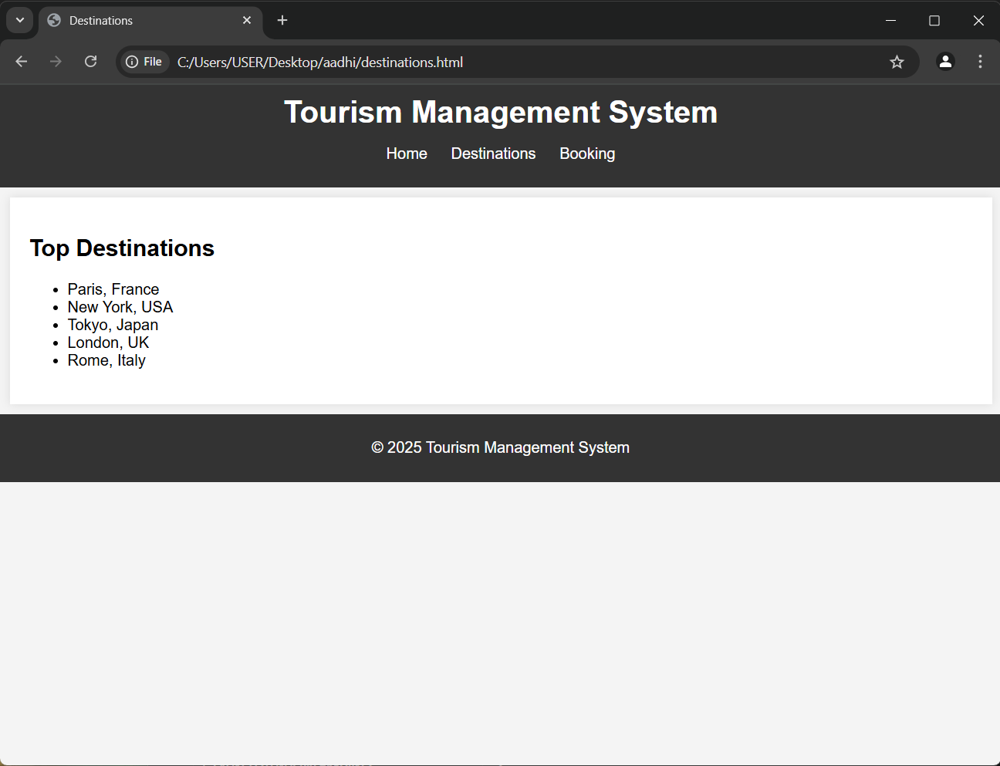 Destinations
File
C:/Users/USER/Desktop/aadhi/destinations.html
Tourism Management System
Home Destinations Booking
Top Destinations
• Paris, France
• New York, USA
• Tokyo, Japan
• London, UK
• Rome, Italy
© 2025 Tourism Management System